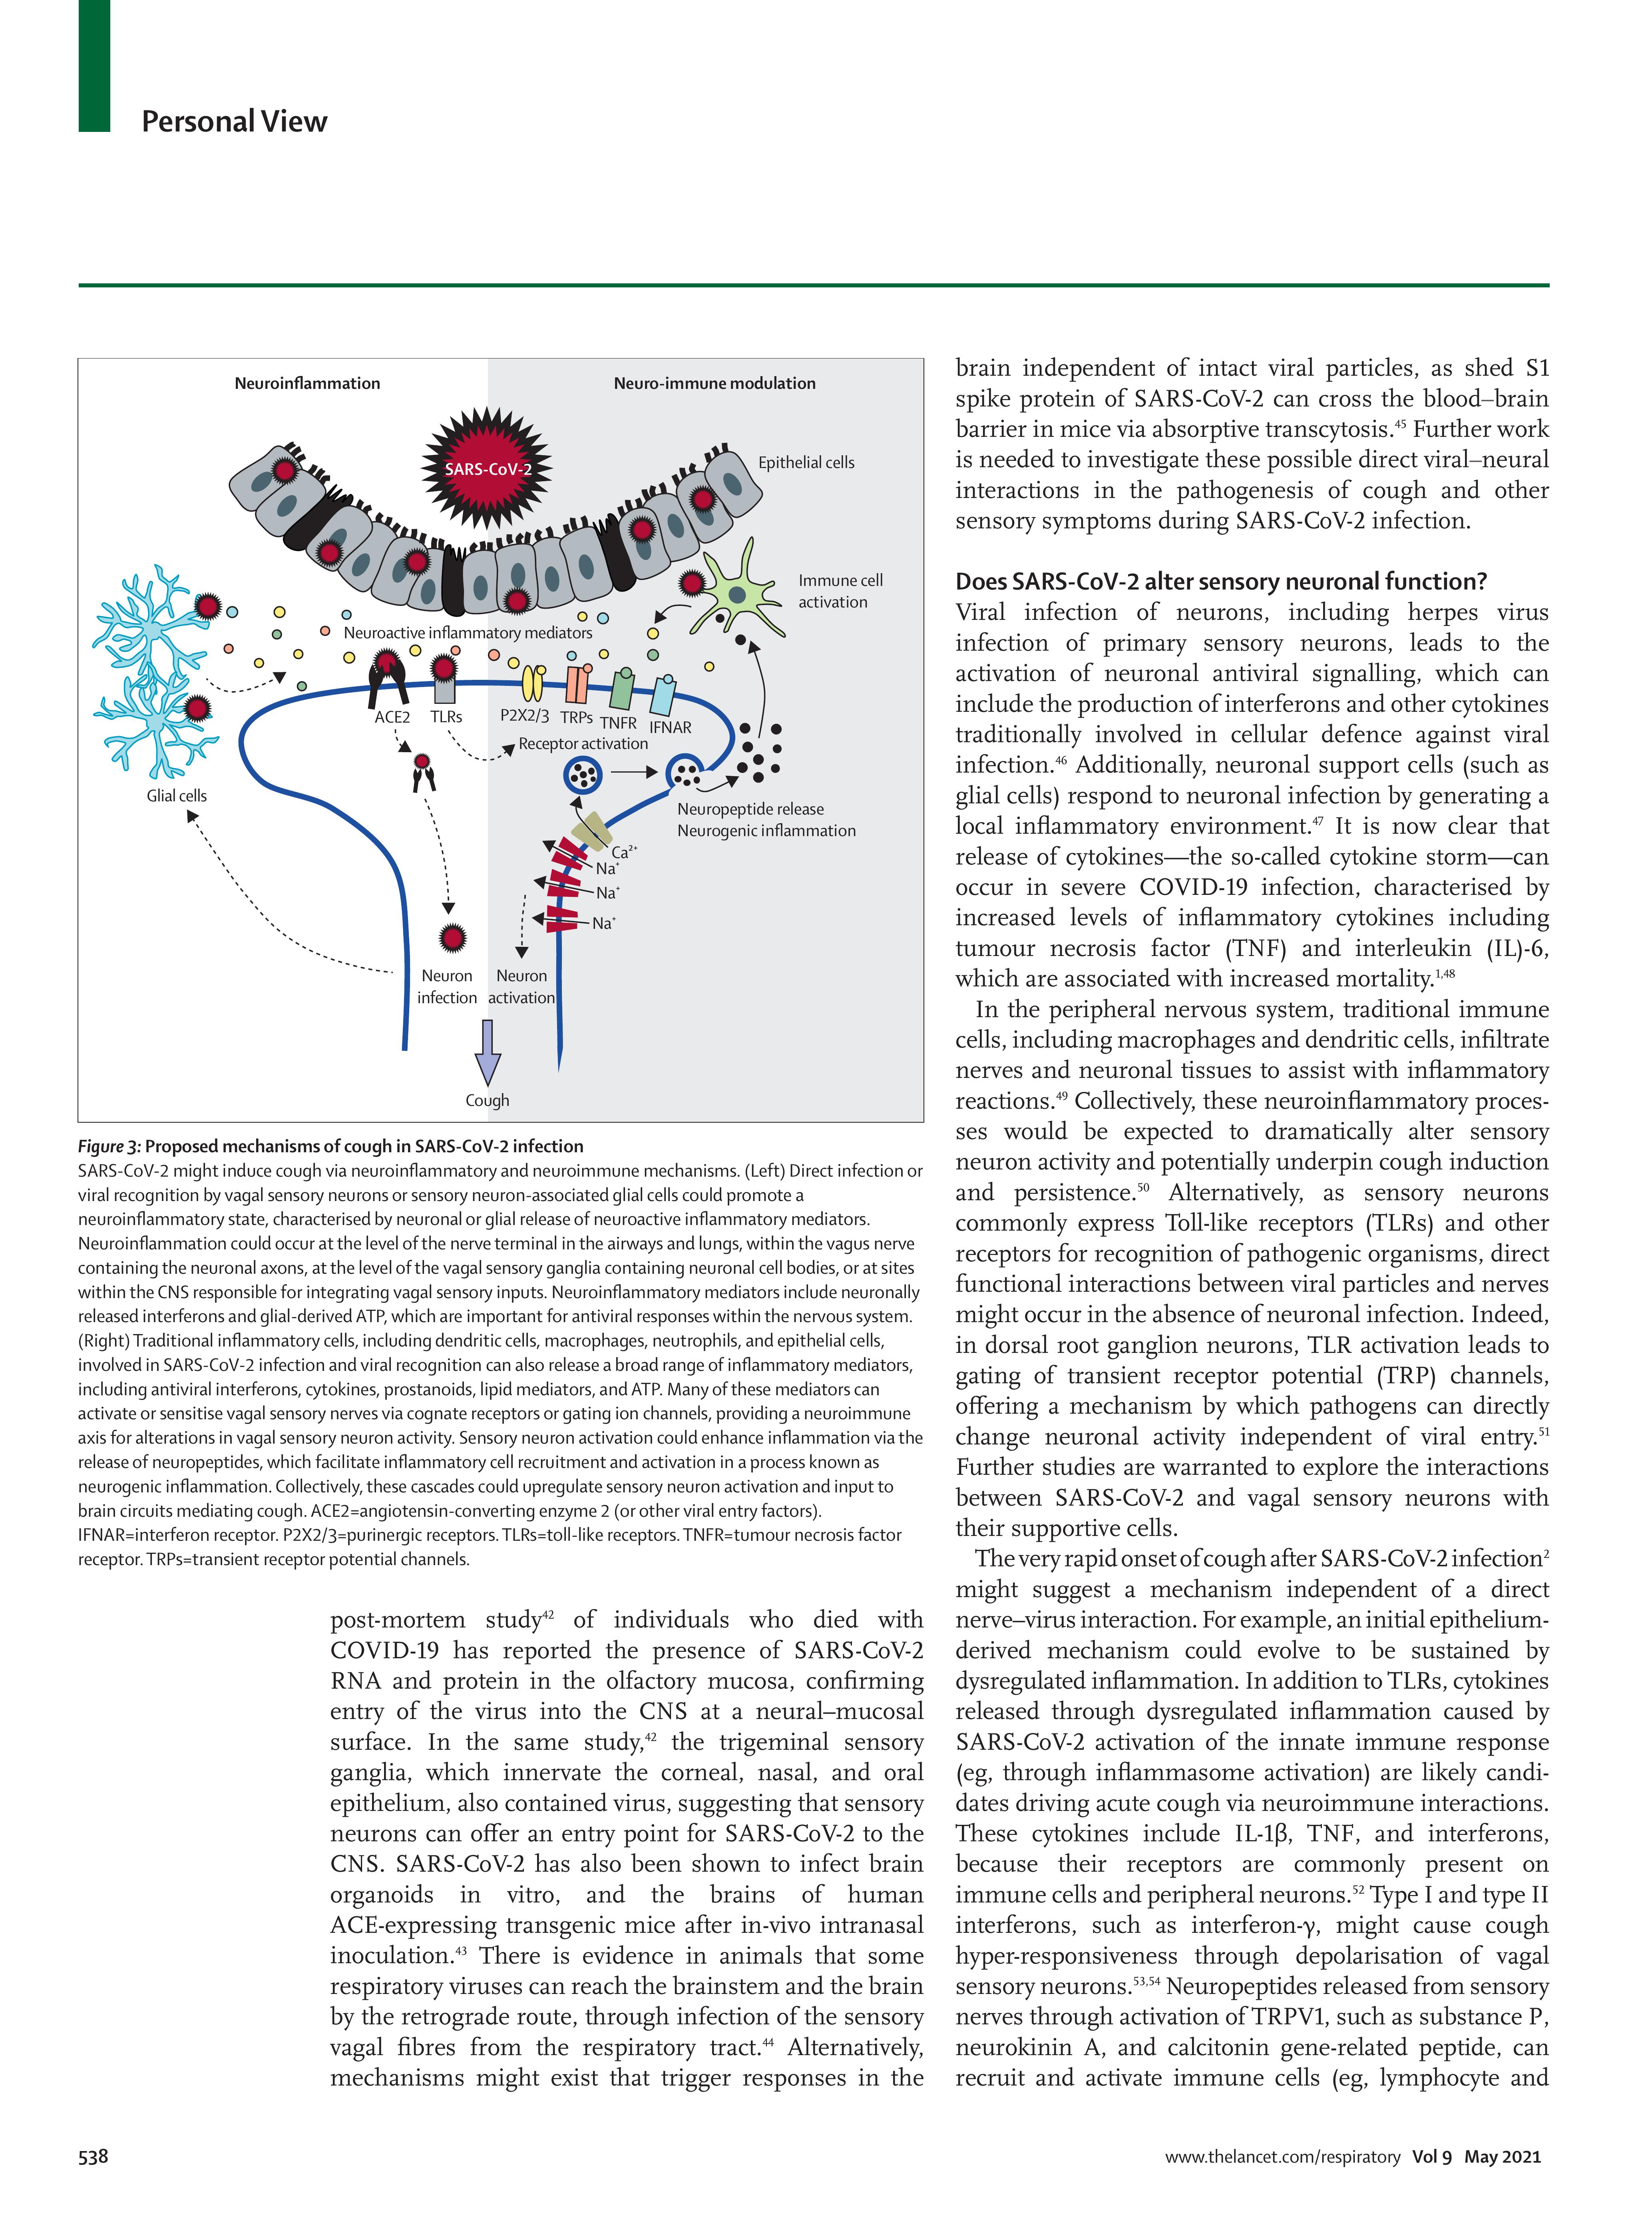 Personal View
Neuroinflammation
Neuro-immune modulation
SARS-CoV-2
Epithelial cells
Immune cell
activation
Neuroactive inflammatory mediators
ACE2
TLRs
P2X2/3
TRPs
TNFR
IFNAR
Receptor activation
Glial cells
Neuropeptide release
Neurogenic inflammation
Ca²⁺
Na⁺
Na⁺
Na⁺
Neuron
infection
Neuron
activation
Cough
Figure 3: Proposed mechanisms of cough in SARS-CoV-2 infection
SARS-CoV-2 might induce cough via neuroinflammatory and neuroimmune mechanisms. (Left) Direct infection or
viral recognition by vagal sensory neurons or sensory neuron-associated glial cells could promote a
neuroinflammatory state, characterised by neuronal or glial release of neuroactive inflammatory mediators.
Neuroinflammation could occur at the level of the nerve terminal in the airways and lungs, within the vagus nerve
containing the neuronal axons, at the level of the vagal sensory ganglia containing neuronal cell bodies, or at sites
within the CNS responsible for integrating vagal sensory inputs. Neuroinflammatory mediators include neuronally
released interferons and glial-derived ATP, which are important for antiviral responses within the nervous system.
(Right) Traditional inflammatory cells, including dendritic cells, macrophages, neutrophils, and epithelial cells,
involved in SARS-CoV-2 infection and viral recognition can also release a broad range of inflammatory mediators,
including antiviral interferons, cytokines, prostanoids, lipid mediators, and ATP. Many of these mediators can
activate or sensitise vagal sensory nerves via cognate receptors or gating ion channels, providing a neuroimmune
axis for alterations in vagal sensory neuron activity. Sensory neuron activation could enhance inflammation via the
release of neuropeptides, which facilitate inflammatory cell recruitment and activation in a process known as
neurogenic inflammation. Collectively, these cascades could upregulate sensory neuron activation and input to
brain circuits mediating cough. ACE2=angiotensin-converting enzyme 2 (or other viral entry factors).
IFNAR=interferon receptor. P2X2/3=purinergic receptors. TLRs=toll-like receptors. TNFR=tumour necrosis factor
receptor. TRPs=transient receptor potential channels.
post-mortem study⁴² of individuals who died with
COVID-19 has reported the presence of SARS-CoV-2
RNA and protein in the olfactory mucosa, confirming
entry of the virus into the CNS at a neural–mucosal
surface. In the same study,⁴² the trigeminal sensory
ganglia, which innervate the corneal, nasal, and oral
epithelium, also contained virus, suggesting that sensory
neurons can offer an entry point for SARS-CoV-2 to the
CNS. SARS-CoV-2 has also been shown to infect brain
organoids in vitro, and the brains of human
ACE-expressing transgenic mice after in-vivo intranasal
inoculation.⁴³ There is evidence in animals that some
respiratory viruses can reach the brainstem and the brain
by the retrograde route, through infection of the sensory
vagal fibres from the respiratory tract.⁴⁴ Alternatively,
mechanisms might exist that trigger responses in the
brain independent of intact viral particles, as shed S1
spike protein of SARS-CoV-2 can cross the blood–brain
barrier in mice via absorptive transcytosis.⁴⁵ Further work
is needed to investigate these possible direct viral–neural
interactions in the pathogenesis of cough and other
sensory symptoms during SARS-CoV-2 infection.
Does SARS-CoV-2 alter sensory neuronal function?
Viral infection of neurons, including herpes virus
infection of primary sensory neurons, leads to the
activation of neuronal antiviral signalling, which can
include the production of interferons and other cytokines
traditionally involved in cellular defence against viral
infection.⁴⁶ Additionally, neuronal support cells (such as
glial cells) respond to neuronal infection by generating a
local inflammatory environment.⁴⁷ It is now clear that
release of cytokines—the so-called cytokine storm—can
occur in severe COVID-19 infection, characterised by
increased levels of inflammatory cytokines including
tumour necrosis factor (TNF) and interleukin (IL)-6,
which are associated with increased mortality.¹,⁴⁸
In the peripheral nervous system, traditional immune
cells, including macrophages and dendritic cells, infiltrate
nerves and neuronal tissues to assist with inflammatory
reactions.⁴⁹ Collectively, these neuroinflammatory proces-
ses would be expected to dramatically alter sensory
neuron activity and potentially underpin cough induction
and persistence.⁵⁰ Alternatively, as sensory neurons
commonly express Toll-like receptors (TLRs) and other
receptors for recognition of pathogenic organisms, direct
functional interactions between viral particles and nerves
might occur in the absence of neuronal infection. Indeed,
in dorsal root ganglion neurons, TLR activation leads to
gating of transient receptor potential (TRP) channels,
offering a mechanism by which pathogens can directly
change neuronal activity independent of viral entry.⁵¹
Further studies are warranted to explore the interactions
between SARS-CoV-2 and vagal sensory neurons with
their supportive cells.
The very rapid onset of cough after SARS-CoV-2 infection²
might suggest a mechanism independent of a direct
nerve–virus interaction. For example, an initial epithelium-
derived mechanism could evolve to be sustained by
dysregulated inflammation. In addition to TLRs, cytokines
released through dysregulated inflammation caused by
SARS-CoV-2 activation of the innate immune response
(eg, through inflammasome activation) are likely candi-
dates driving acute cough via neuroimmune interactions.
These cytokines include IL-1β, TNF, and interferons,
because their receptors are commonly present on
immune cells and peripheral neurons.⁵² Type I and type II
interferons, such as interferon-γ, might cause cough
hyper-responsiveness through depolarisation of vagal
sensory neurons.⁵³,⁵⁴ Neuropeptides released from sensory
nerves through activation of TRPV1, such as substance P,
neurokinin A, and calcitonin gene-related peptide, can
recruit and activate immune cells (eg, lymphocyte and
538
www.thelancet.com/respiratory Vol 9 May 2021